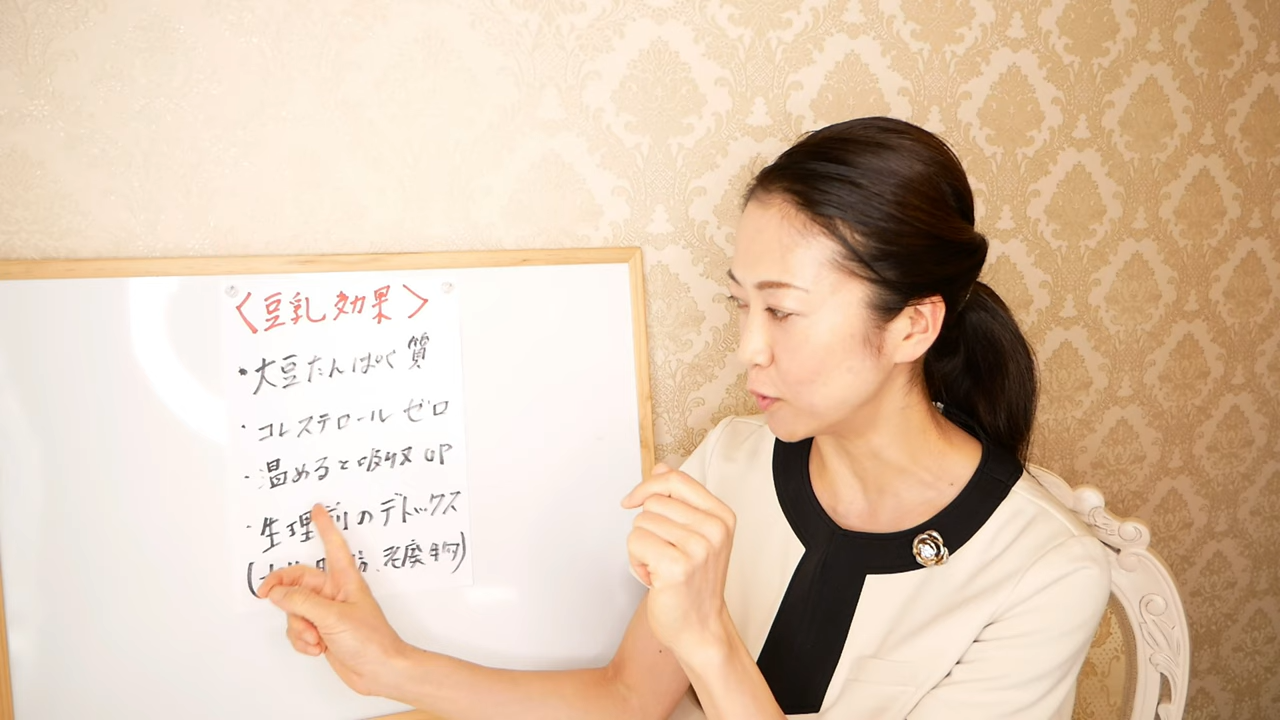 〈豆乳効果〉
・大豆たんぱく質
・コレステロールゼロ
・温めると吸収UP
・生理前のデトックス
老廃物)